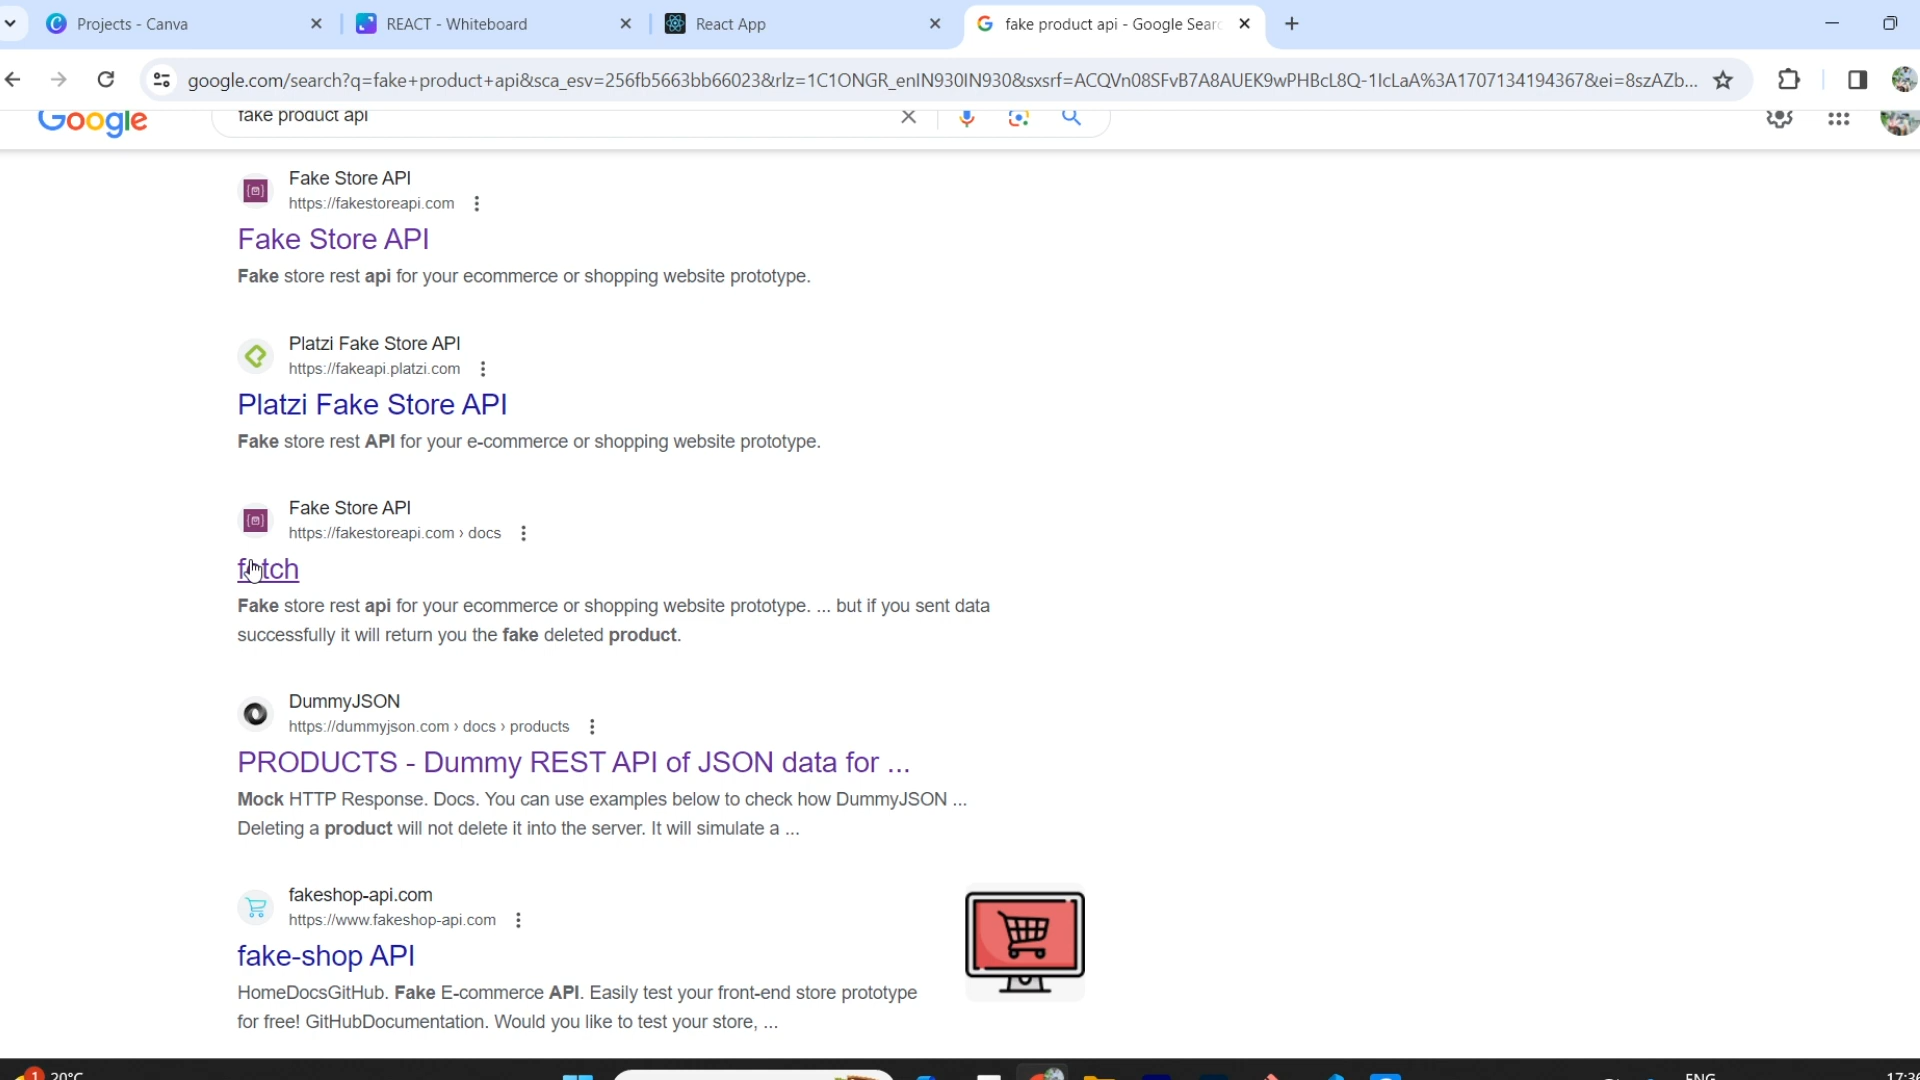 Projects - Canva
REACT - Whiteboard
React App
fake product api - Google Sear
google.com/search?q=fake+product+api&sca_esv=256fb5663bb66023&rlz=1C1ONGR_enIN930IN930&sxsrf=ACQVn08SFvB7A8AUEK9wPHBcL8Q-1IcLaA%3A1707134194367&ei=8szAZb...
Google
fake product api
Fake Store API
https://fakestoreapi.com
Fake Store API
Fake store rest api for your ecommerce or shopping website prototype.
Platzi Fake Store API
https://fakeapi.platzi.com
Platzi Fake Store API
Fake store rest API for your e-commerce or shopping website prototype.
Fake Store API
https://fakestoreapi.com › docs
fetch
Fake store rest api for your ecommerce or shopping website prototype. ... but if you sent data
successfully it will return you the fake deleted product.
DummyJSON
https://dummyjson.com › docs › products
PRODUCTS - Dummy REST API of JSON data for ...
Mock HTTP Response. Docs. You can use examples below to check how DummyJSON ...
Deleting a product will not delete it into the server. It will simulate a ...
fakeshop-api.com
https://www.fakeshop-api.com
fake-shop API
HomeDocsGitHub. Fake E-commerce API. Easily test your front-end store prototype
for free! GitHubDocumentation. Would you like to test your store, ...
1
20°C
ENG
17:36